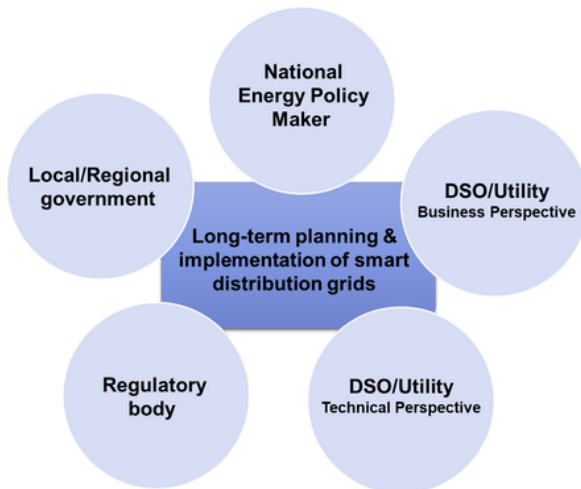 National
Energy Policy
Maker
Local/Regional
government
DSO/Utility
Business Perspective
Long-term planning &
implementation of smart
distribution grids
Regulatory
body
DSO/Utility
Technical Perspective